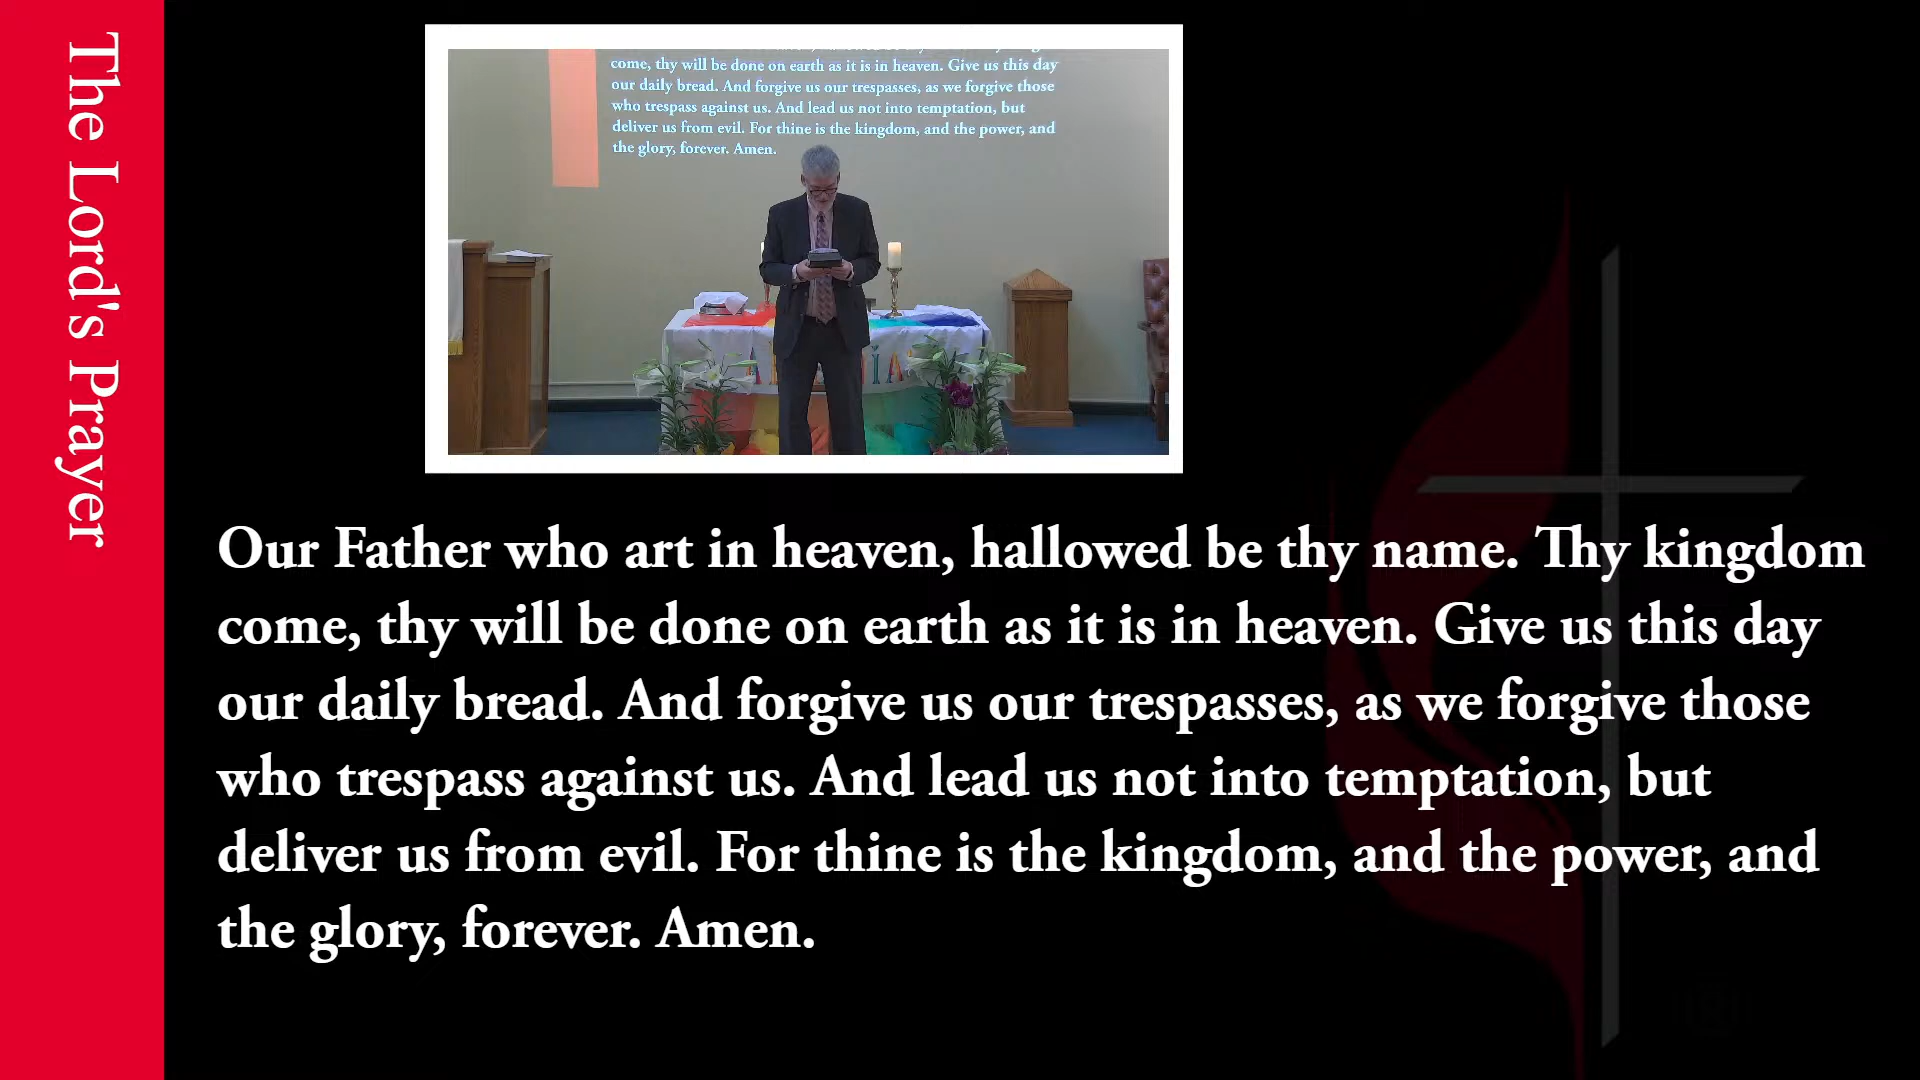 The Lord's Prayer
come, thy will be done on earth as it is in heaven. Give us this day
our daily bread. And forgive us our trespasses, as we forgive those
who trespass against us. And lead us not into temptation, but
deliver us from evil. For thine is the kingdom, and the power, and
the glory, forever. Amen.
Our Father who art in heaven, hallowed be thy name. Thy kingdom
come, thy will be done on earth as it is in heaven. Give us this day
our daily bread. And forgive us our trespasses, as we forgive those
who trespass against us. And lead us not into temptation, but
deliver us from evil. For thine is the kingdom, and the power, and
the glory, forever. Amen.